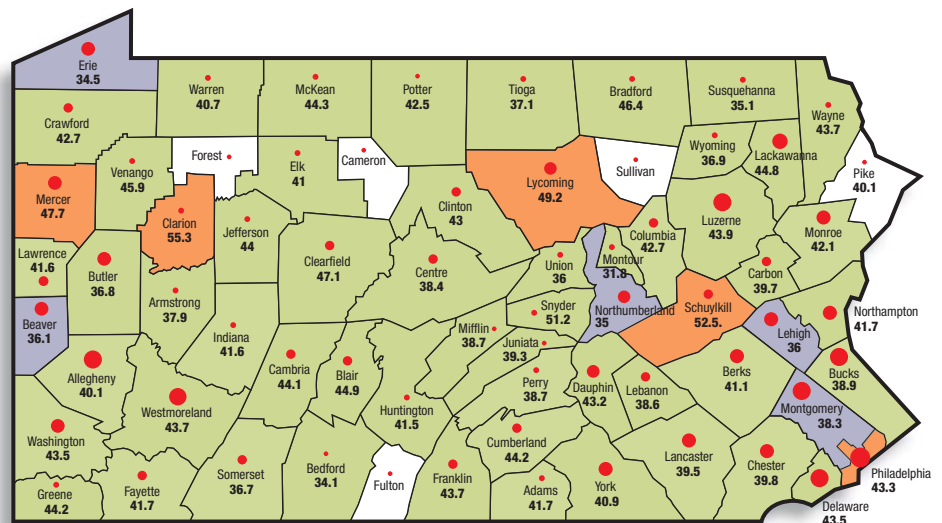 Erie
34.5
Warren
40.7
McKean
44.3
Potter
42.5
Tioga
37.1
Bradford
46.4
Susquehanna
35.1
Wayne
43.7
Crawford
42.7
Forest
Elk
41
Cameron
Sullivan
Wyoming
36.9
Lackawanna
44.8
Pike
40.1
Mercer
47.7
Venango
45.9
Clarion
55.3
Jefferson
44
Clinton
43
Lycoming
49.2
Columbia
42.7
Luzerne
43.9
Monroe
42.1
Lawrence
41.6
Butler
36.8
Clearfield
47.1
Centre
38.4
Union
36
Montour
31.8
Carbon
39.7
Beaver
36.1
Armstrong
37.9
Indiana
41.6
Snyder
51.2
Northumberland
35
Schuylkill
52.5.
Northampton
41.7
Lehigh
36
Mifflin
38.7
Juniata
39.3
Allegheny
40.1
Cambria
44.1
Blair
44.9
Perry
38.7
Dauphin
43.2
Lebanon
38.6
Berks
41.1
Bucks
38.9
Westmoreland
43.7
Huntington
41.5
Montgomery
38.3
Washington
43.5
Cumberland
44.2
Lancaster
39.5
Chester
39.8
Philadelphia
43.3
Greene
44.2
Fayette
41.7
Somerset
36.7
Bedford
34.1
Fulton
Franklin
43.7
Adams
41.7
York
40.9
Delaware
43.5